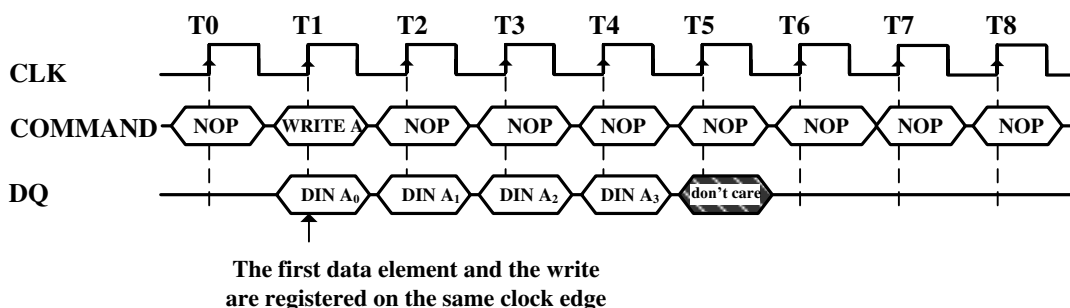 T0 T1 T2 T3 T4 T5 T6 T7 T8
CLK
COMMAND NOP WRITE A NOP NOP NOP NOP NOP NOP NOP
DQ DIN A0 DIN A1 DIN A2 DIN A3 don't care
The first data element and the write
are registered on the same clock edge